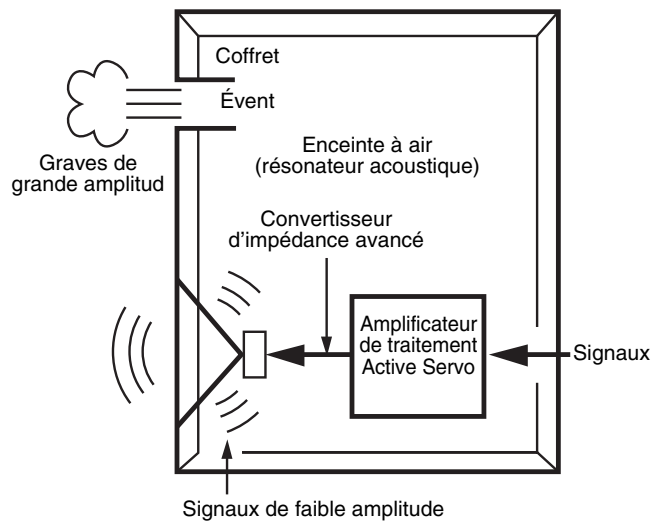 Coffret
Évent
Enceinte à air
(résonateur acoustique)
Graves de
grande amplitud
Convertisseur
d’impédance avancé
Amplificateur
de traitement
Active Servo
Signaux
Signaux de faible amplitude